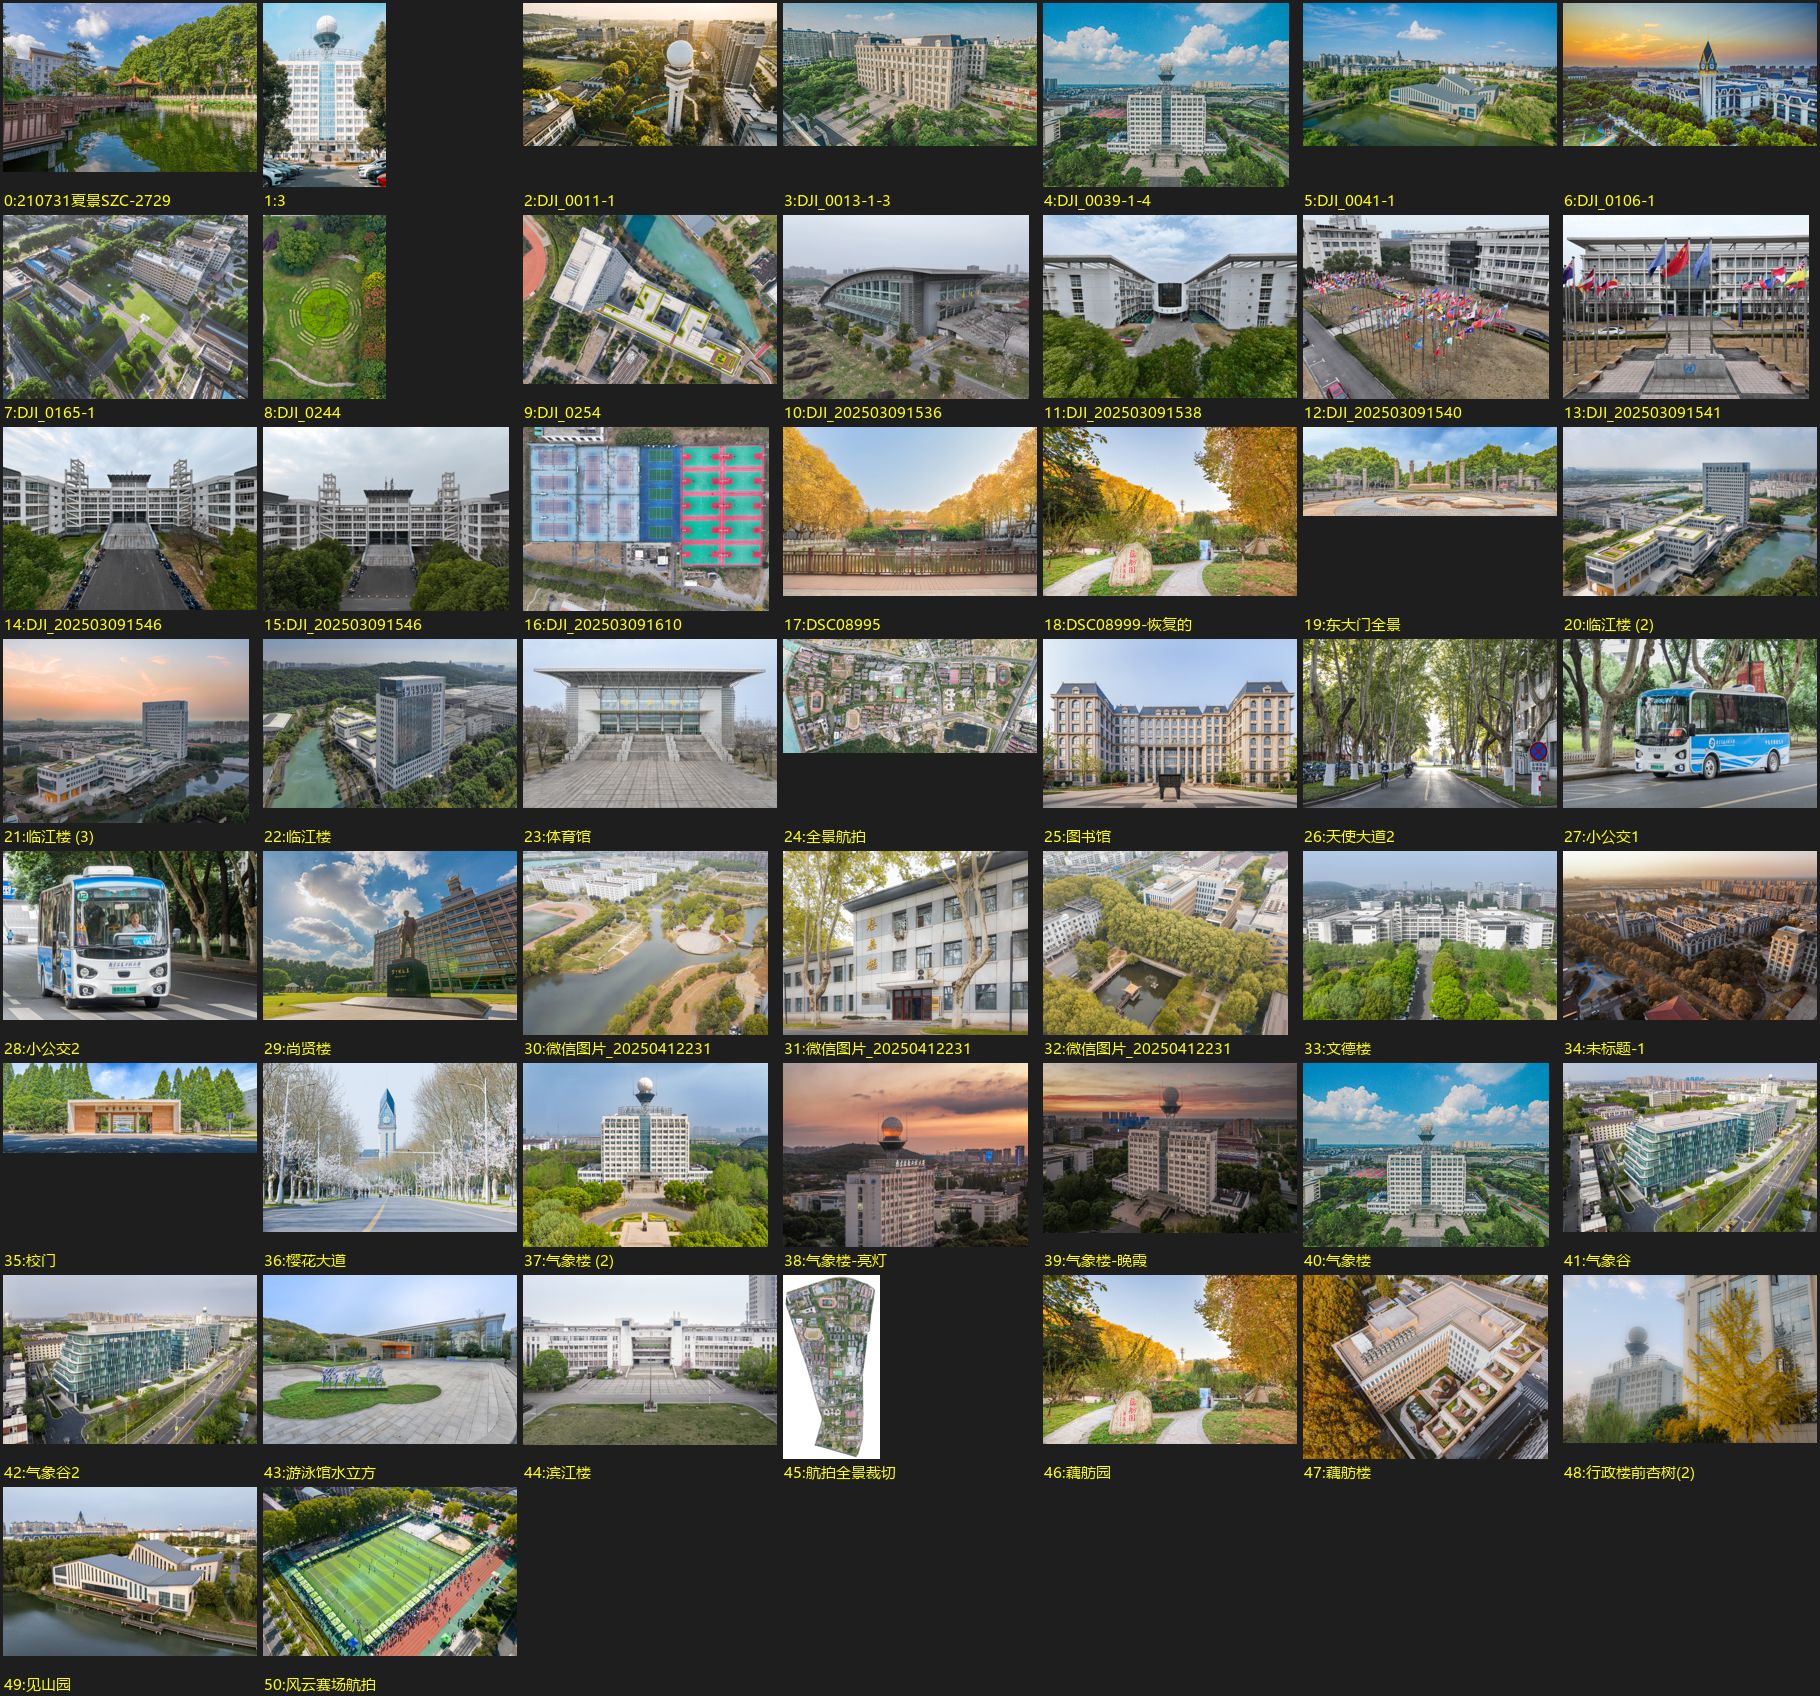 0:210731夏景SZC-2729
1:3
2:DJI_0011-1
3:DJI_0013-1-3
4:DJI_0039-1-4
5:DJI_0041-1
6:DJI_0106-1
7:DJI_0165-1
8:DJI_0244
9:DJI_0254
10:DJI_202503091536
11:DJI_202503091538
12:DJI_202503091540
13:DJI_202503091541
14:DJI_202503091546
15:DJI_202503091546
16:DJI_202503091610
17:DSC08995
18:DSC08999-恢复的
19:东大门全景
20:临江楼 (2)
21:临江楼 (3)
22:临江楼
23:体育馆
24:全景航拍
25:图书馆
26:天使大道2
27:小公交1
28:小公交2
29:尚贤楼
30:微信图片_20250412231
31:微信图片_20250412231
32:微信图片_20250412231
33:文德楼
34:未标题-1
35:校门
36:樱花大道
37:气象楼 (2)
38:气象楼-亮灯
39:气象楼-晚霞
40:气象楼
41:气象谷
42:气象谷2
43:游泳馆水立方
44:滨江楼
45:航拍全景裁切
46:藕舫园
47:藕舫楼
48:行政楼前杏树(2)
49:见山园
50:风云赛场航拍